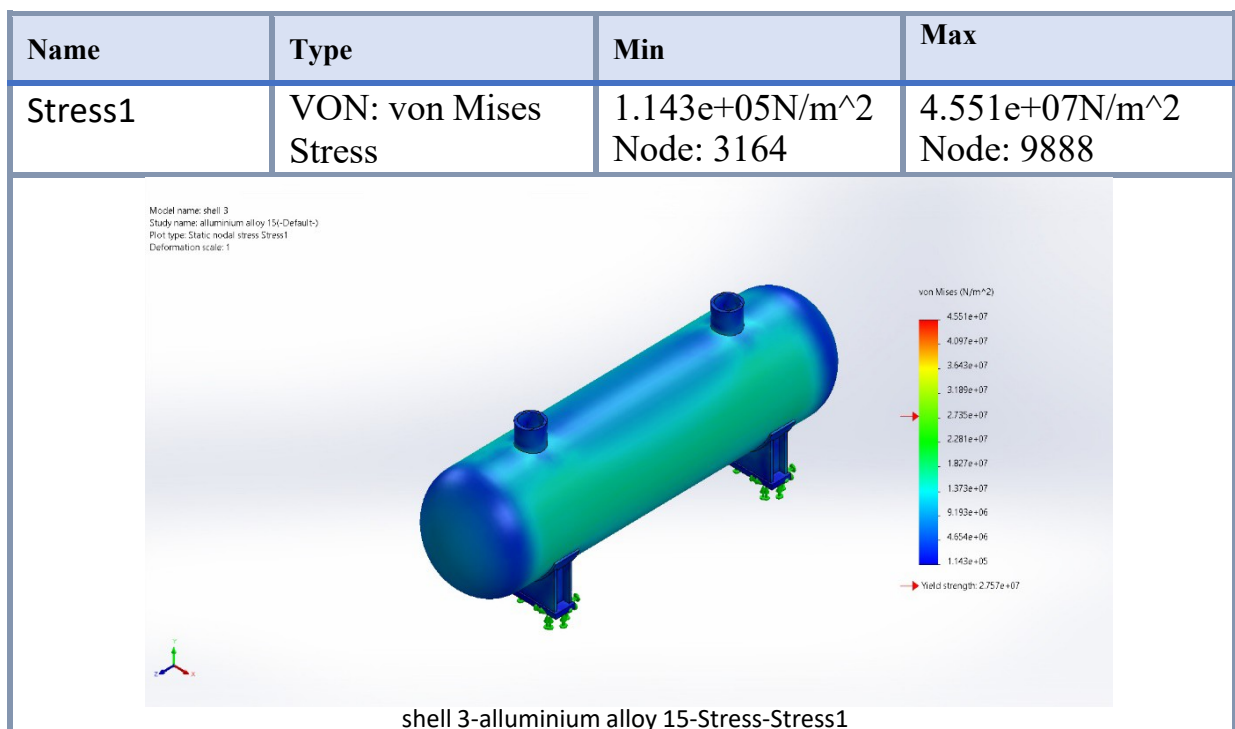 Name Type Min Max
Stress1 VON: von Mises Stress 1.143e+05N/m^2 Node: 3164 4.551e+07N/m^2 Node: 9888
Model name: shell 3
Study name: alluminium alloy 15(-Default-)
Plot type: Static nodal stress Stress1
Deformation scale: 1
von Mises (N/m^2)
4.551e+07
4.097e+07
3.643e+07
3.189e+07
2.735e+07
2.281e+07
1.827e+07
1.373e+07
9.193e+06
4.654e+06
1.143e+05
Yield strength: 2.757e+07
Y
Z X
shell 3-alluminium alloy 15-Stress-Stress1